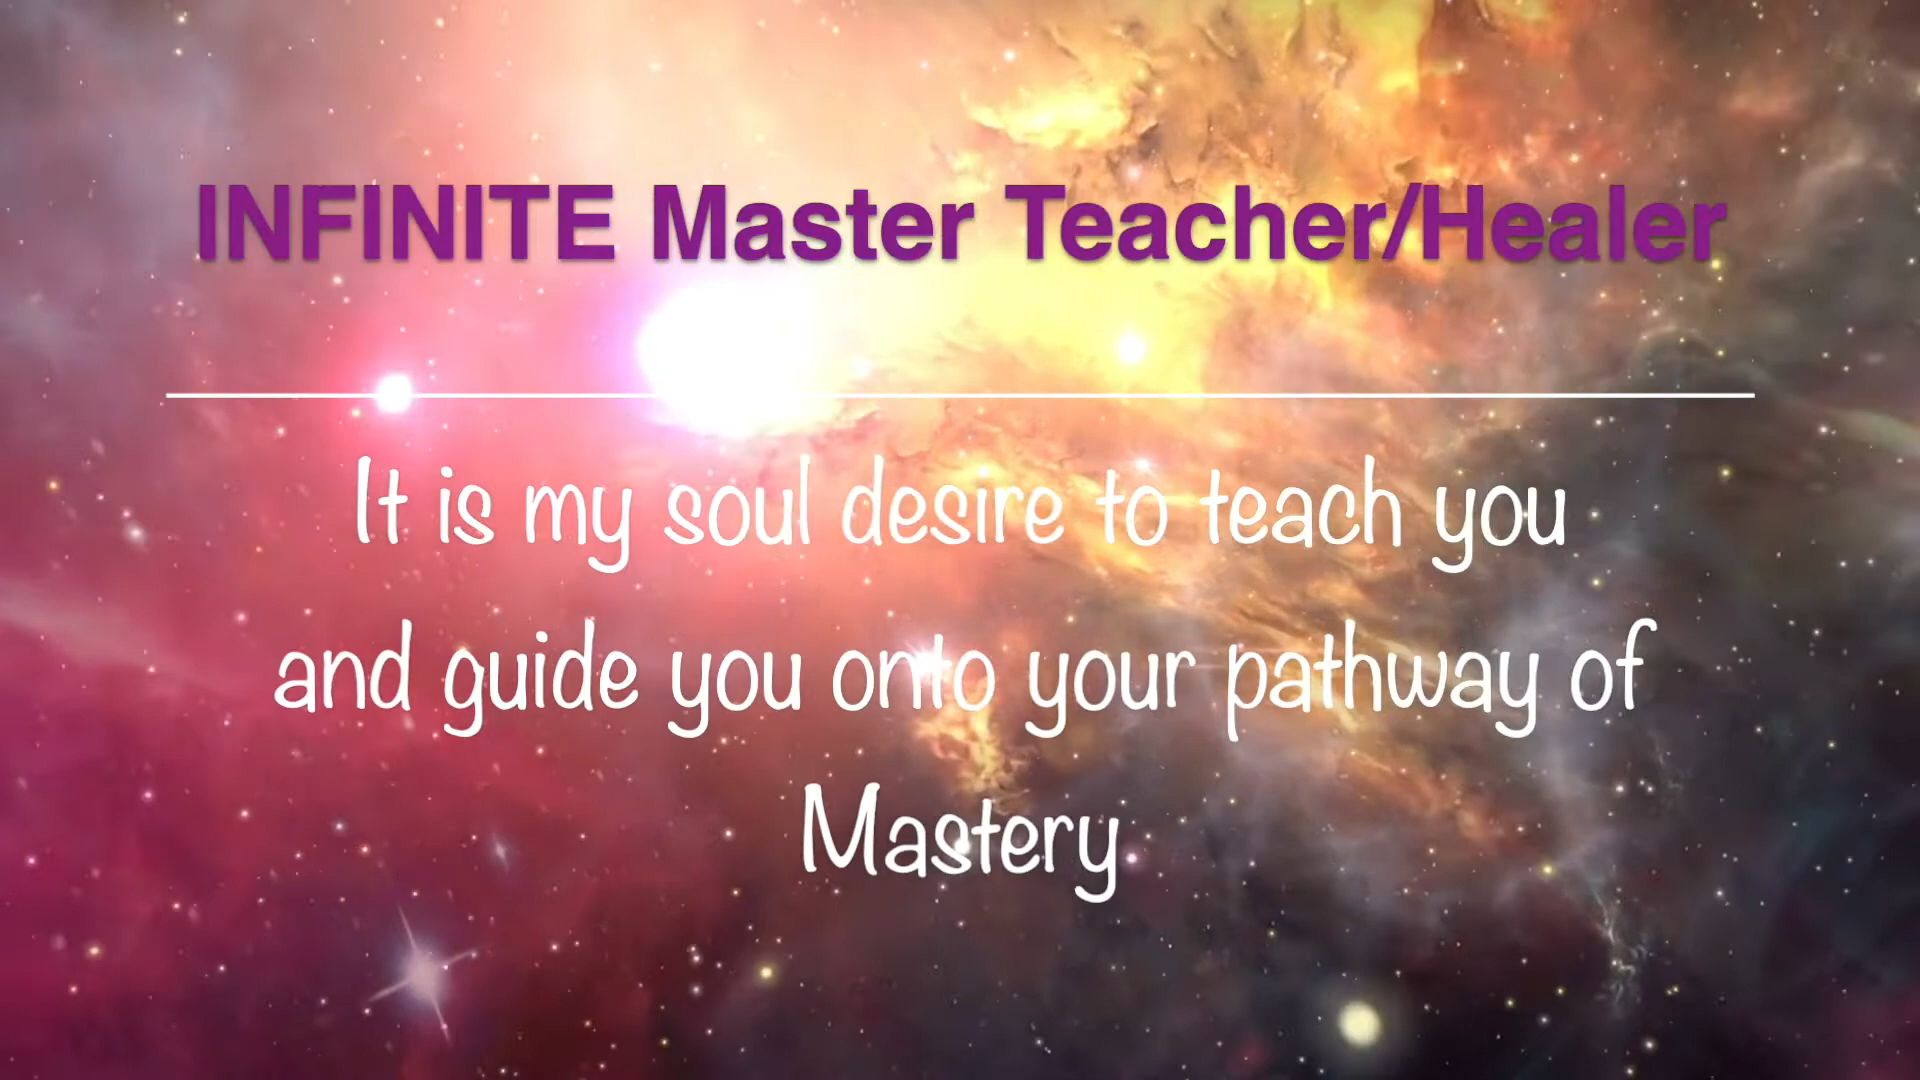 INFINITE Master Teacher/Healer
It is my soul desire to teach you
and guide you onto your pathway of
Mastery